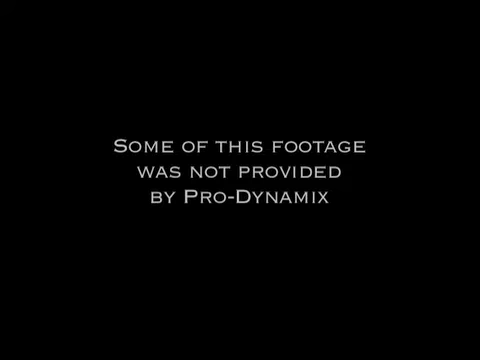 Some of this footage
was not provided
by Pro-Dynamix